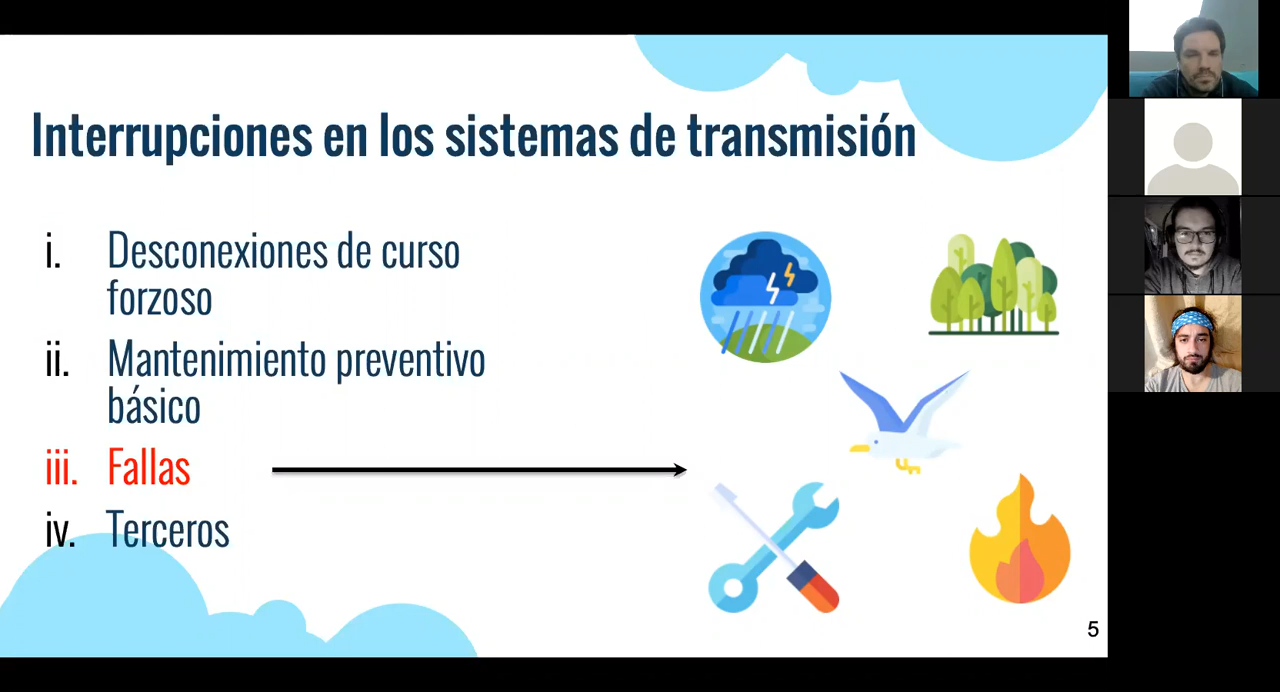 Interrupciones en los sistemas de transmisión
i. Desconexiones de curso
forzoso
ii. Mantenimiento preventivo
básico
iii. Fallas
iv. Terceros
5